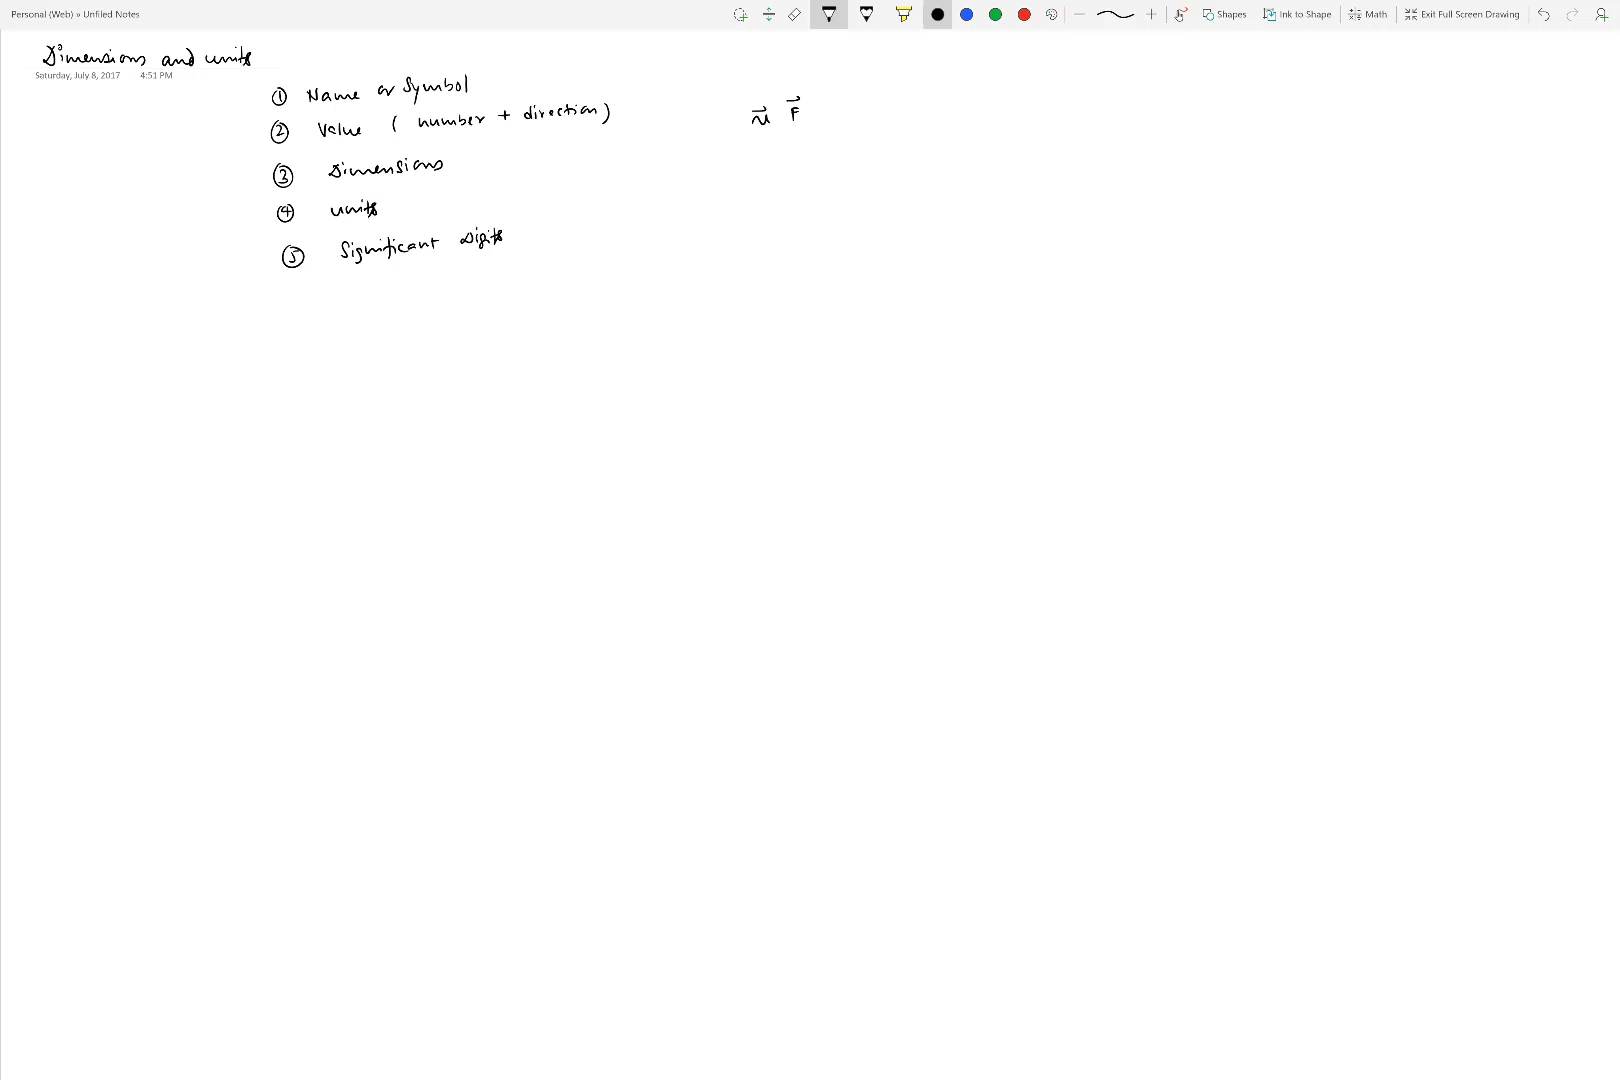 Personal (Web) » Unfiled Notes
Shapes Ink to Shape Math Exit Full Screen Drawing
Dimensions and units
Saturday, July 8, 2017 4:51 PM
① Name or Symbol
② Value ( number + direction )
F
③ Dimensions
④ units
⑤ Significant Digits